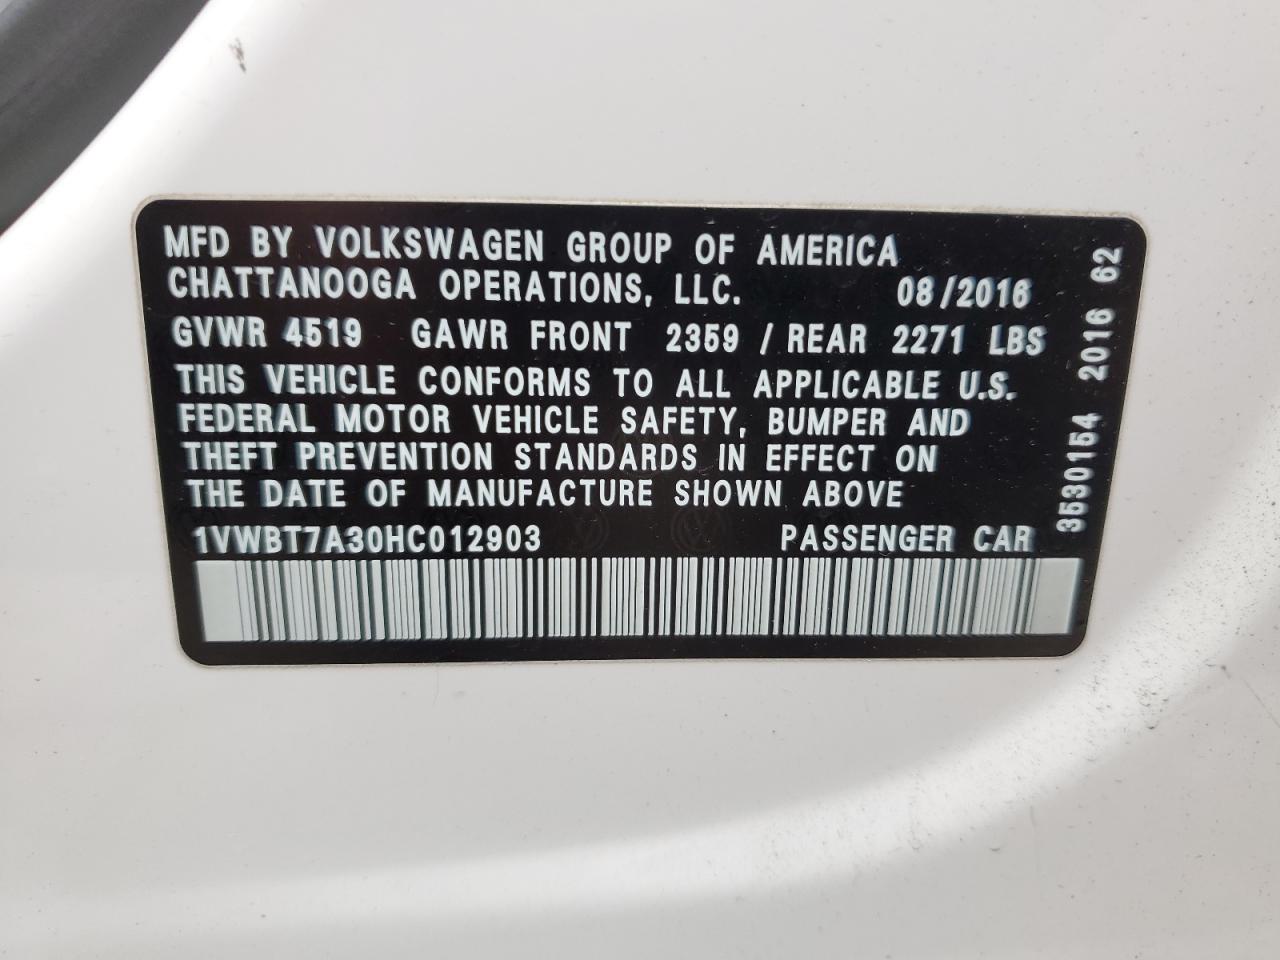 MFD BY VOLKSWAGEN GROUP OF AMERICA
CHATTANOOGA OPERATIONS, LLC. 08/2016
GVWR 4519 GAWR FRONT 2359 / REAR 2271 LBS
THIS VEHICLE CONFORMS TO ALL APPLICABLE U.S.
FEDERAL MOTOR VEHICLE SAFETY, BUMPER AND
THEFT PREVENTION STANDARDS IN EFFECT ON
THE DATE OF MANUFACTURE SHOWN ABOVE
1VWBT7A30HC012903 PASSENGER CAR
3530154 2016 62